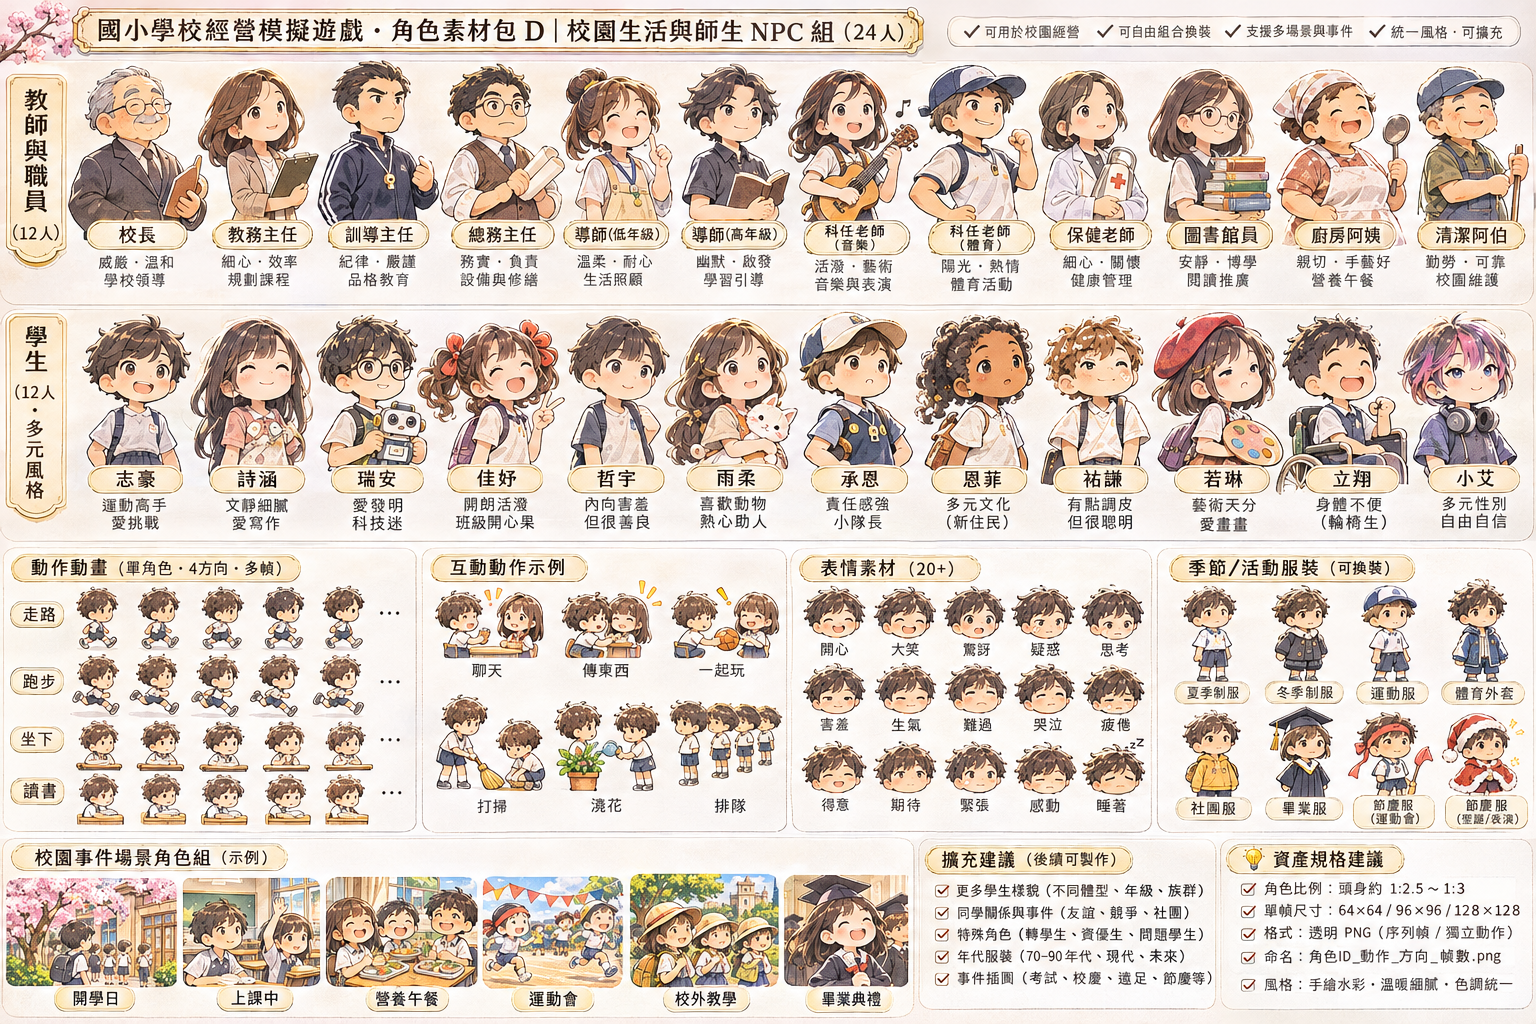 國小學校經營模擬遊戲・角色素材包 D｜校園生活與師生 NPC 組 (24人)
✓ 可用於校園經營
✓ 可自由組合換裝
✓ 支援多場景與事件
✓ 統一風格・可擴充
教師與職員
(12人)
校長
威嚴・溫和
學校領導
教務主任
細心・效率
規劃課程
訓導主任
紀律・嚴謹
品格教育
總務主任
務實・負責
設備與修繕
導師(低年級)
溫柔・耐心
生活照顧
導師(高年級)
幽默・啟發
學習引導
科任老師
(音樂)
活潑・藝術
音樂與表演
科任老師
(體育)
陽光・熱情
體育活動
保健老師
細心・關懷
健康管理
圖書館員
安靜・博學
閱讀推廣
廚房阿姨
親切・手藝好
營養午餐
清潔阿伯
勤勞・可靠
校園維護
學生
(12人・多元風格)
志豪
運動高手
愛挑戰
詩涵
文靜細膩
愛寫作
瑞安
愛發明
科技迷
佳妤
開朗活潑
班級開心果
哲宇
內向害羞
但很善良
雨柔
喜歡動物
熱心助人
承恩
責任感強
小隊長
恩菲
多元文化
(新住民)
祐謙
有點調皮
但很聰明
若琳
藝術天分
愛畫畫
立翔
身體不便
(輪椅生)
小艾
多元性別
自由自信
動作動畫 (單角色・4方向・多幀)
走路
...
跑步
...
坐下
...
讀書
...
互動動作示例
聊天
傳東西
一起玩
打掃
澆花
排隊
表情素材 (20+)
開心
大笑
驚訝
疑惑
思考
害羞
生氣
難過
哭泣
疲倦
zZ
得意
期待
緊張
感動
睡著
季節/活動服裝 (可換裝)
夏季制服
冬季制服
運動服
體育外套
社團服
畢業服
節慶服
(運動會)
節慶服
(聖誕/表演)
校園事件場景角色組 (示例)
開學日
上課中
營養午餐
運動會
校外教學
畢業典禮
擴充建議 (後續可製作)
更多學生樣貌 (不同體型、年級、族群)
同學關係與事件 (友誼、競爭、社團)
特殊角色 (轉學生、資優生、問題學生)
年代服裝 (70-90年代、現代、未來)
事件插圖 (考試、校慶、遠足、節慶等)
資產規格建議
角色比例：頭身約 1:2.5 ~ 1:3
單幀尺寸：64×64 / 96×96 / 128×128
格式：透明 PNG (序列幀 / 獨立動作)
命名：角色ID_動作_方向_幀數.png
風格：手繪水彩・溫暖細膩・色調統一